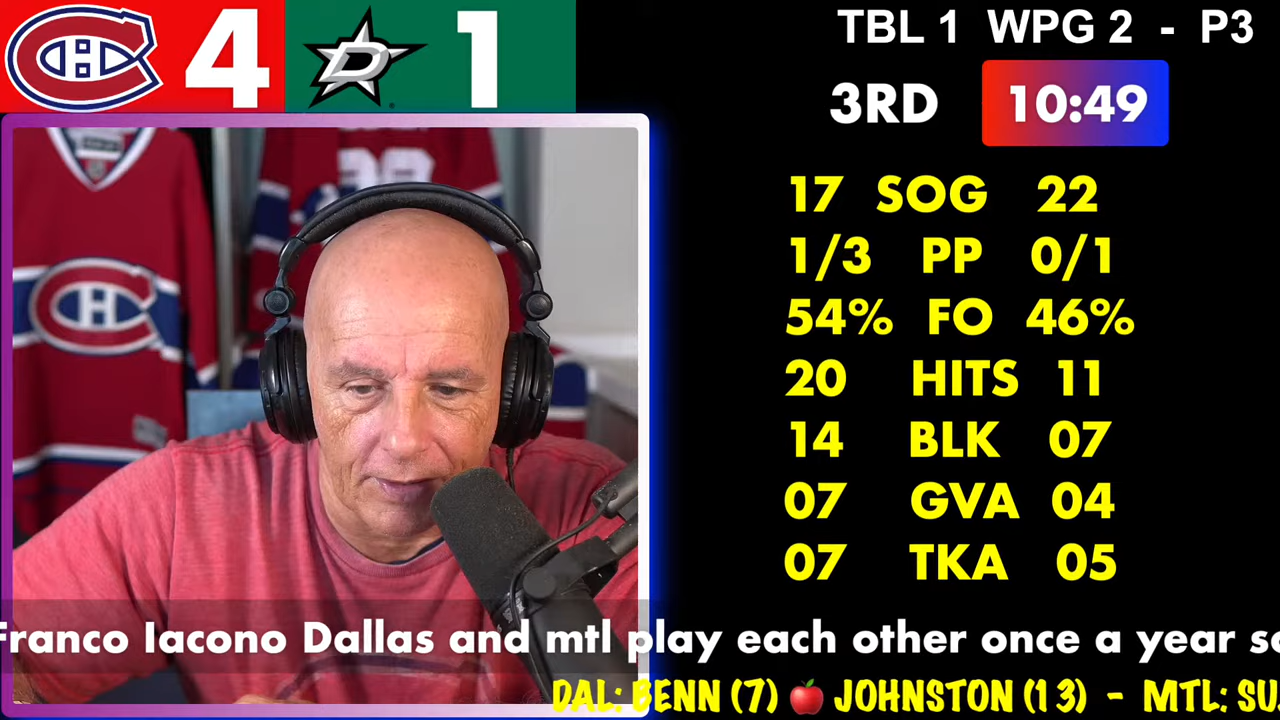 4 1 TBL 1 WPG 2 - P3
3RD 10:49
17 SOG 22
1/3 PP 0/1
54% FO 46%
20 HITS 11
14 BLK 07
07 GVA 04
07 TKA 05
Franco Iacono Dallas and mtl play each other once a year
DAL: BENN (7) 🍎 JOHNSTON (13) - MTL: